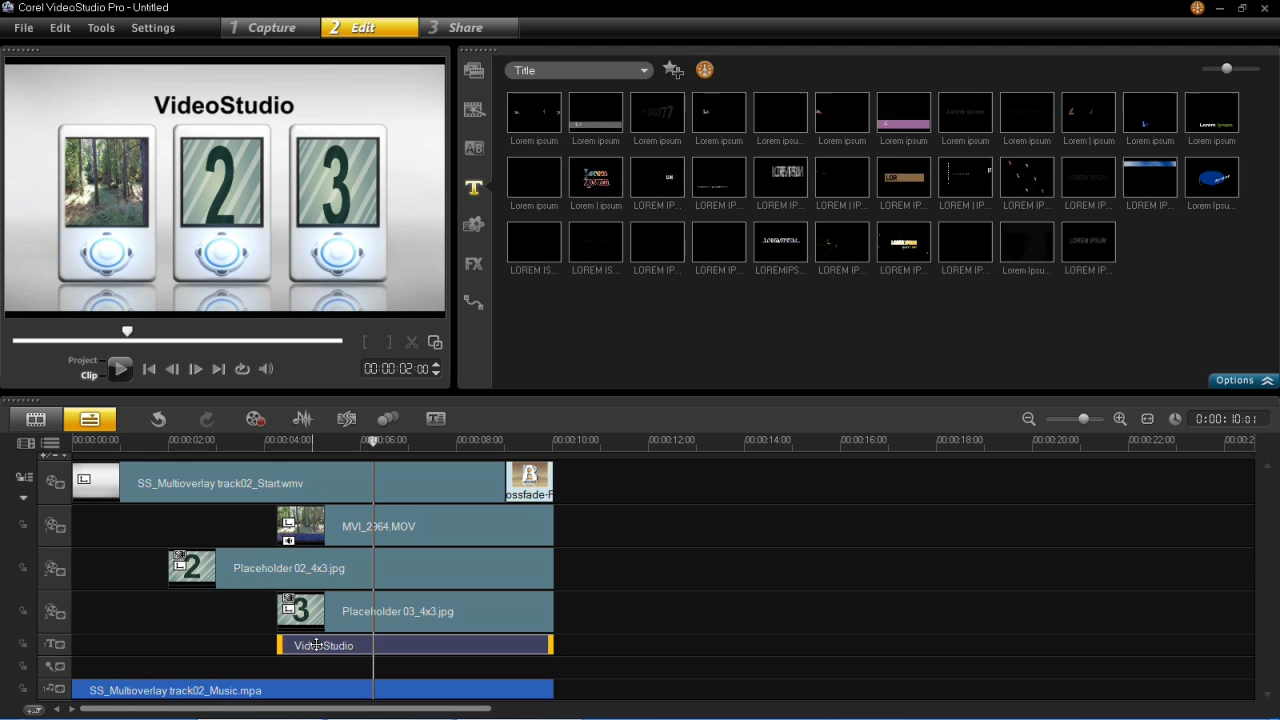 Corel VideoStudio Pro - Untitled
File Edit Tools Settings 1 Capture 2 Edit 3 Share
Title
VideoStudio
2 3
Lorem ipsum Lorem ipsum Lorem ipsum Lorem ipsum Lorem ipsu... Lorem ipsum Lorem ipsum Lorem ipsum Lorem ipsum Lorem | ipsum Lorem ipsum Lorem ipsum
Lorem ipsum Lorem | ipsum LOREM IP... LOREM IP... LOREM IP... LOREM | IP... LOREM IP... LOREM | IP... LOREM IP... LOREM IP... LOREM IP... Lorem Ipsu...
LOREM IS... LOREM IS... LOREM IP... LOREM IP... LOREMIPS... LOREM IP... LOREM IP... LOREM IP... Lorem Ipsu... LOREM IP...
AB
T
FX
Project
Clip
00:00:02:00
Options
0:00:10:01
00:00:00:00 00:00:02:00 00:00:04:00 00:00:06:00 00:00:08:00 00:00:10:00 00:00:12:00 00:00:14:00 00:00:16:00 00:00:18:00 00:00:20:00 00:00:22:00 00:00:2
SS_Multioverlay track02_Start.wmv
B
ossfade-F
MVI_2964.MOV
2 Placeholder 02_4x3.jpg
3 Placeholder 03_4x3.jpg
VideoStudio
SS_Multioverlay track02_Music.mpa